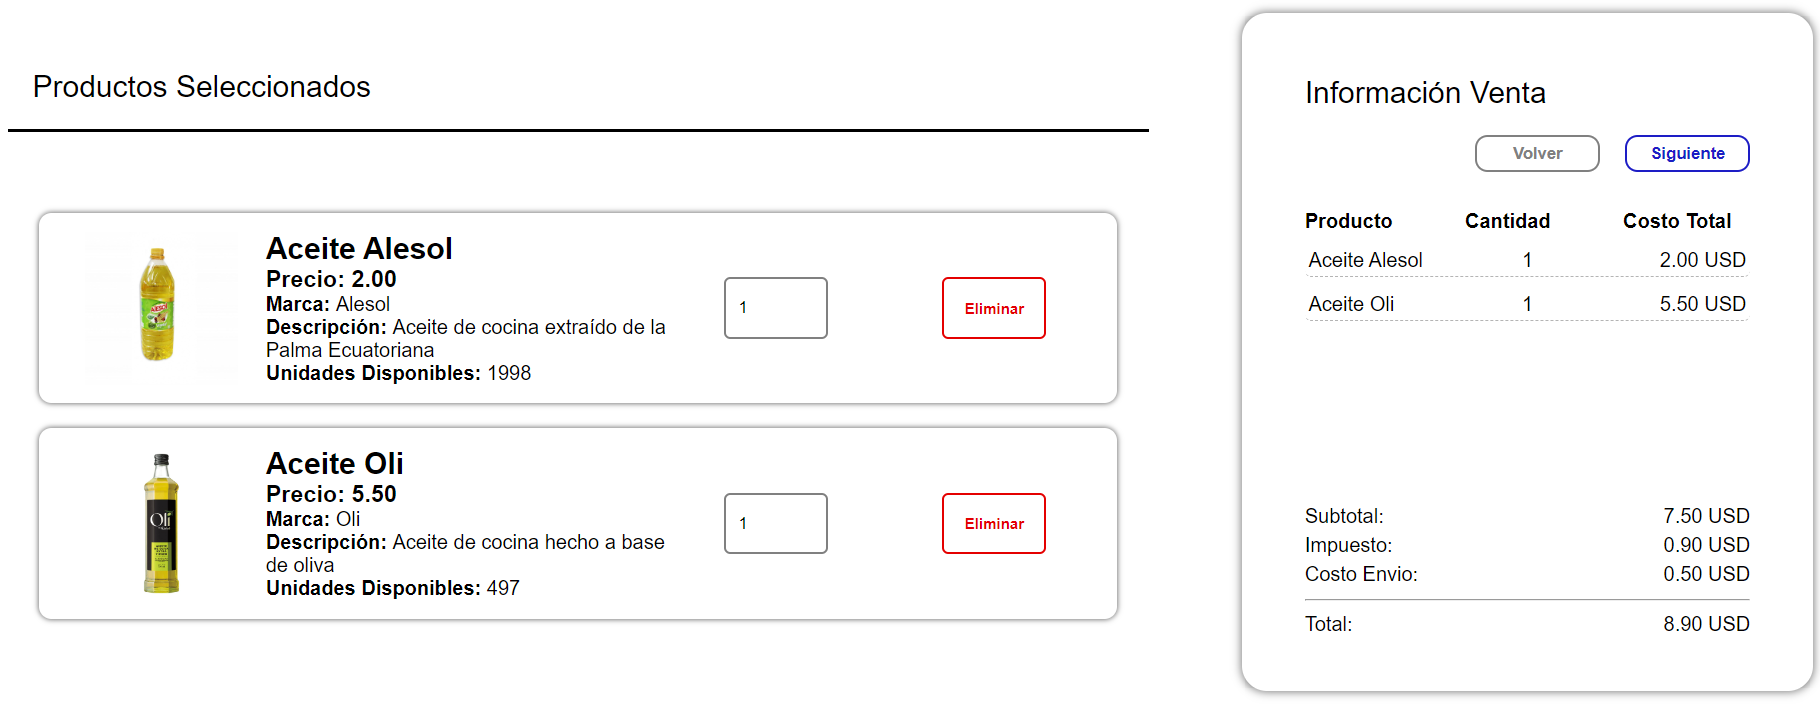 Productos Seleccionados
Aceite Alesol
Precio: 2.00
Marca: Alesol
Descripción: Aceite de cocina extraído de la
Palma Ecuatoriana
Unidades Disponibles: 1998
1
Eliminar
Oli
Aceite Oli
Precio: 5.50
Marca: Oli
Descripción: Aceite de cocina hecho a base
de oliva
Unidades Disponibles: 497
1
Eliminar
Información Venta
Volver Siguiente
Producto Cantidad Costo Total
Aceite Alesol 1 2.00 USD
Aceite Oli 1 5.50 USD
Subtotal: 7.50 USD
Impuesto: 0.90 USD
Costo Envio: 0.50 USD
Total: 8.90 USD